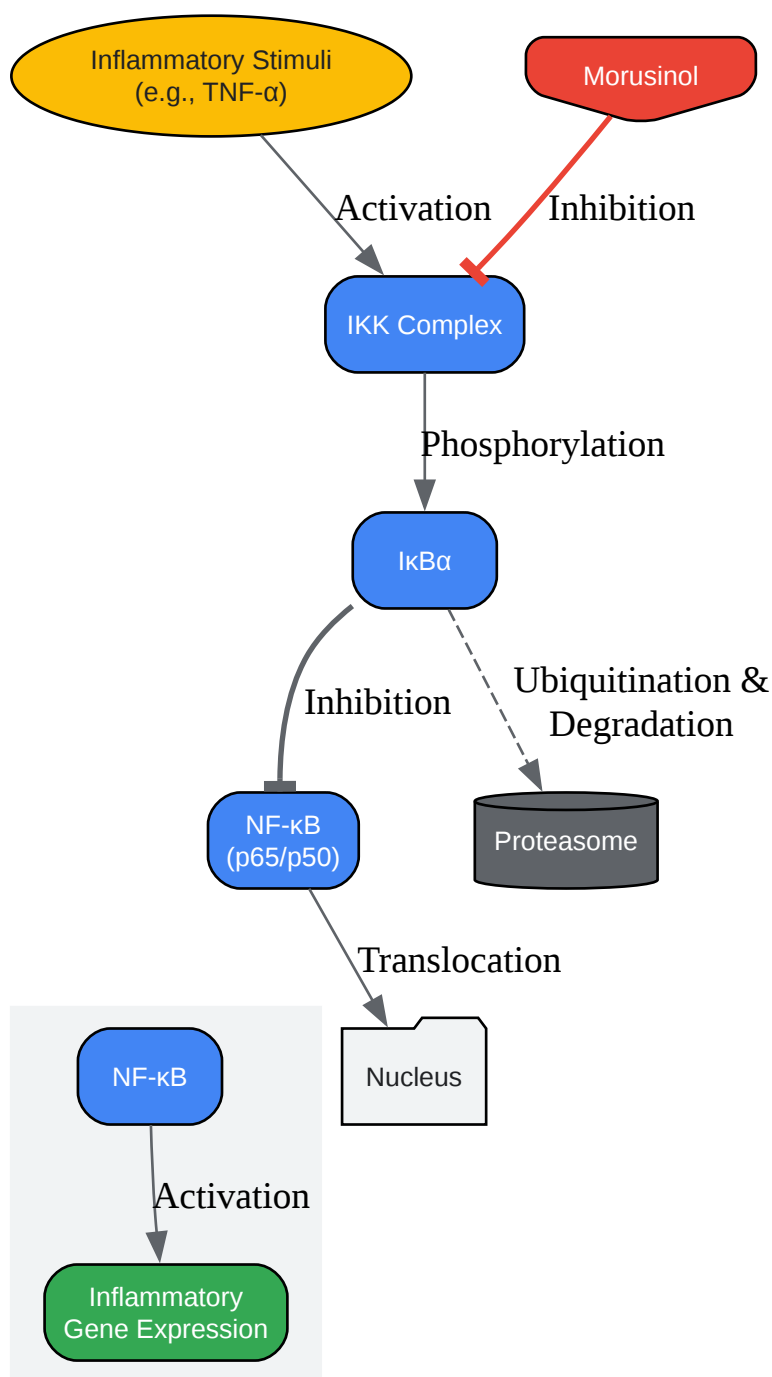 Inflammatory Stimuli
(e.g., TNF-α)
Morusinol
Activation
Inhibition
IKK Complex
Phosphorylation
IκBα
Ubiquitination &
Degradation
Inhibition
NF-κB
(p65/p50)
Proteasome
Translocation
NF-κB
Nucleus
Activation
Inflammatory
Gene Expression